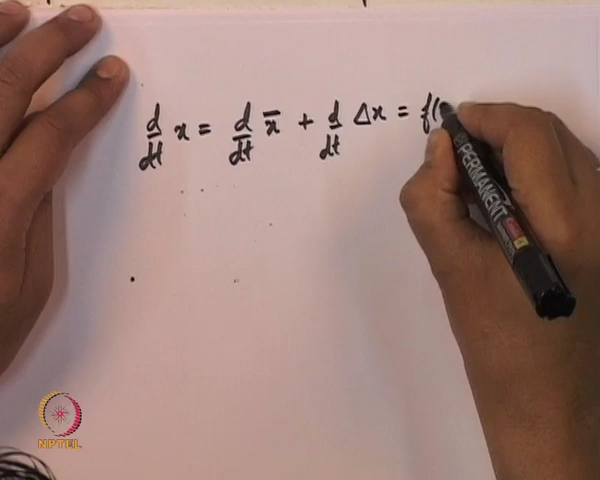 d/dt x = d/dt x̄ + d/dt Δx = f(
PERMANENT
NPTEL